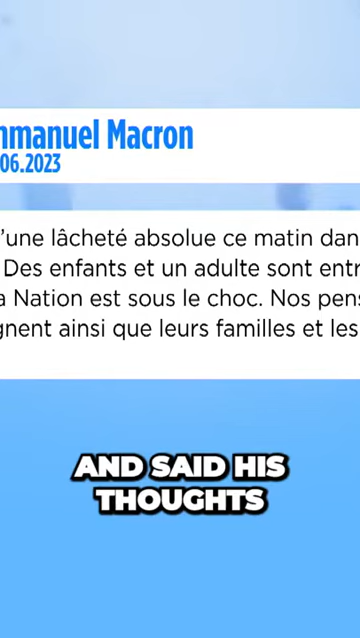 mmanuel Macron
06.2023
'une lâcheté absolue ce matin dan
Des enfants et un adulte sont entr
a Nation est sous le choc. Nos pens
gnent ainsi que leurs familles et les
AND SAID HIS
THOUGHTS